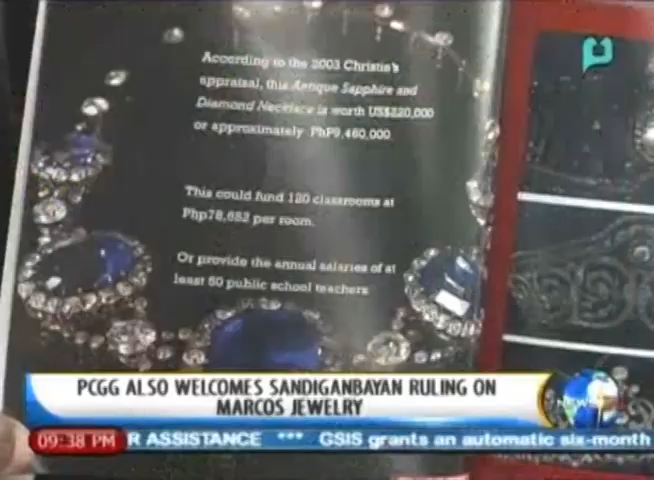 According to the 2003 Christie's
appraisal, this Antique Sapphire and
Diamond Necklace is worth US$220,000
or approximately PhP9,460,000.
This could fund 120 classrooms at
Php78,652 per room.
Or provide the annual salaries of at
least 50 public school teachers
PCGG ALSO WELCOMES SANDIGANBAYAN RULING ON
MARCOS JEWELRY
09:38 PM R ASSISTANCE *** GSIS grants an automatic six-month